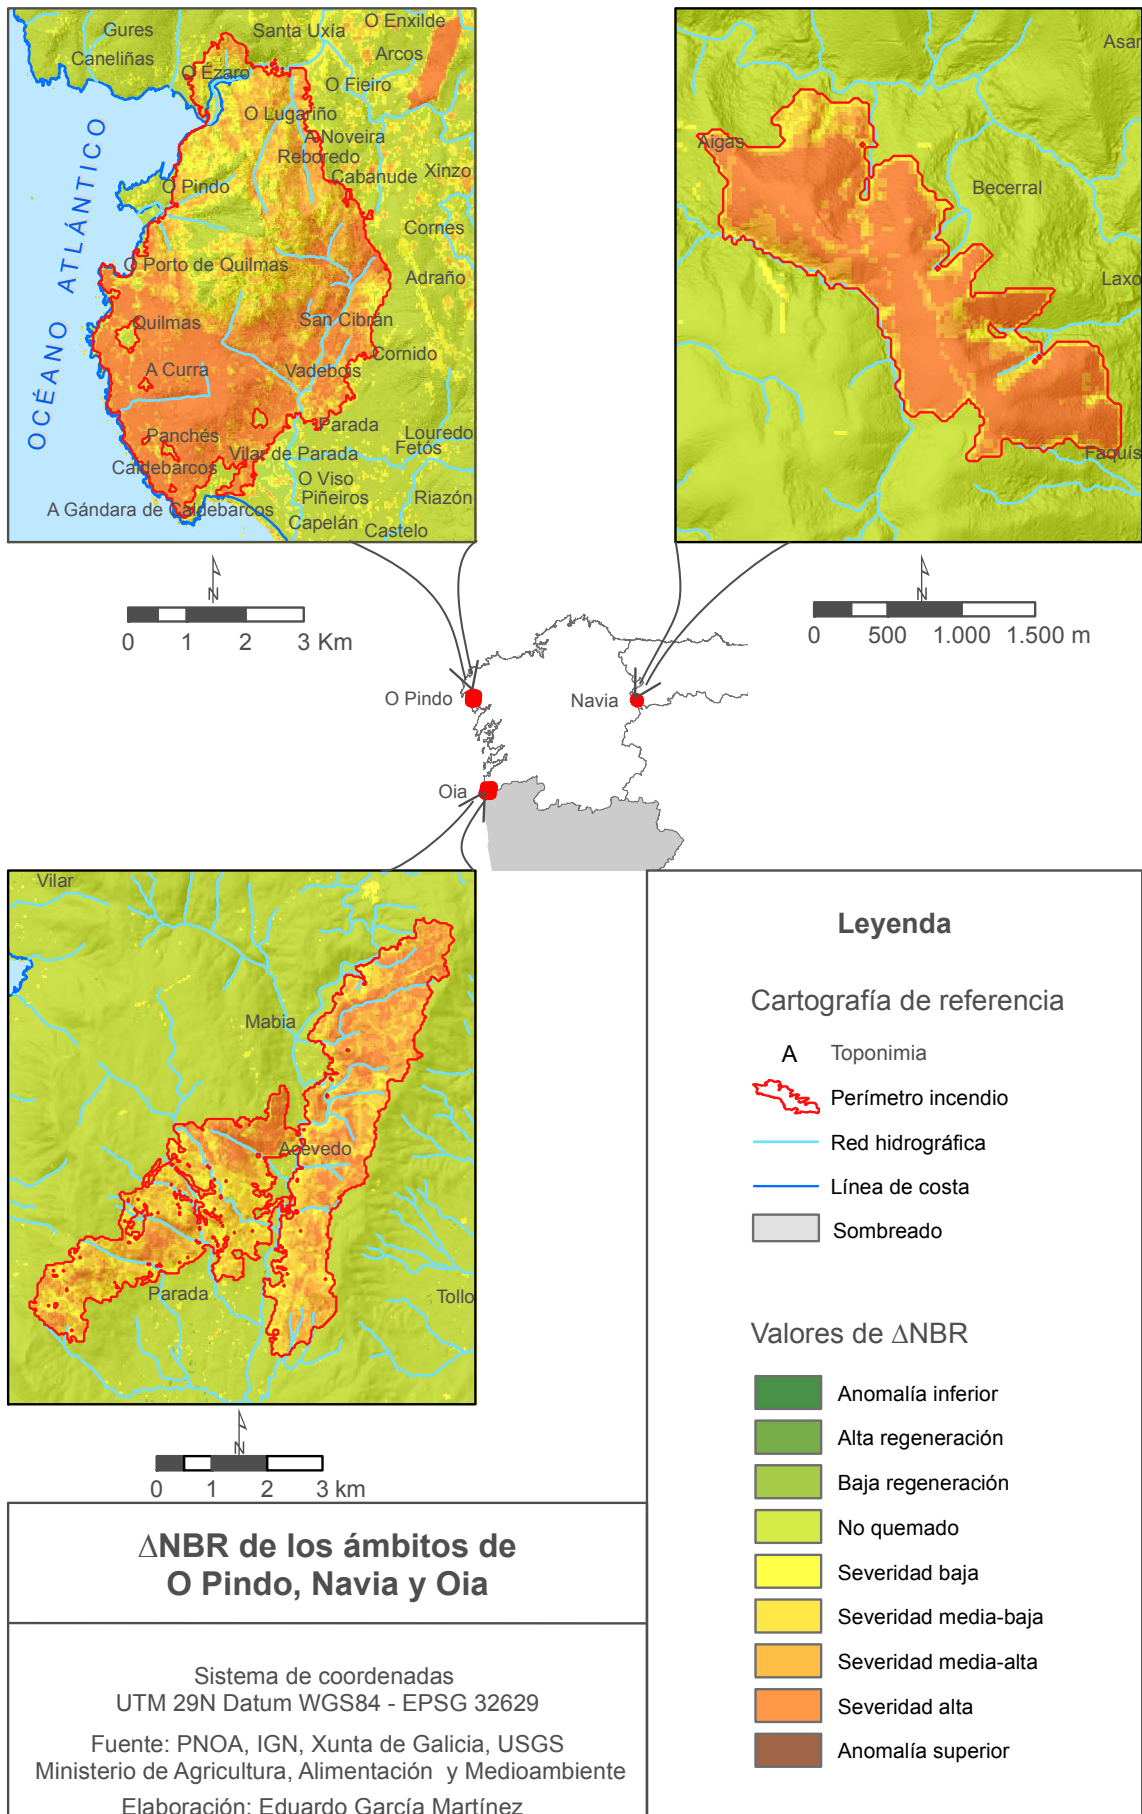 Gures
Santa Uxía
O Enxilde
Caneliñas
Arcos
O Ézaro
O Fieiro
O Lugariño
A Noveira
Reboredo
Cabanude
Xinzo
O Pindo
Cornes
O Porto de Quilmas
Adraño
Quilmas
San Cibrán
Cornido
A Curra
Vadebois
Parada
Panchés
Louredo
Vilar de Parada
Fetós
Caldebarcos
O Viso
Piñeiros
Riazón
A Gándara de Caldebarcos
Capelán
Castelo
OCÉANO ATLÁNTICO
N
0 1 2 3 Km
Asar
Aigas
Becerral
Laxo
Faquís
N
0 500 1.000 1.500 m
O Pindo
Navia
Oia
Vilar
Mabia
Acevedo
Parada
Tollo
N
0 1 2 3 km
∆NBR de los ámbitos de
O Pindo, Navia y Oia
Sistema de coordenadas
UTM 29N Datum WGS84 - EPSG 32629
Fuente: PNOA, IGN, Xunta de Galicia, USGS
Ministerio de Agricultura, Alimentación y Medioambiente
Elaboración: Eduardo García Martínez
Leyenda
Cartografía de referencia
A Toponimia
Perímetro incendio
Red hidrográfica
Línea de costa
Sombreado
Valores de ∆NBR
Anomalía inferior
Alta regeneración
Baja regeneración
No quemado
Severidad baja
Severidad media-baja
Severidad media-alta
Severidad alta
Anomalía superior